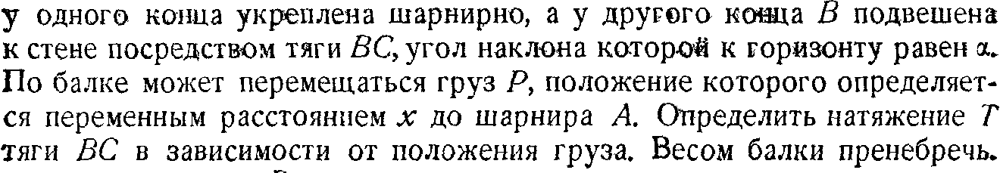 у одного конца укреплена шарнирно, а у другого конца B подвешена
к стене посредством тяги BC, угол наклона которой к горизонту равен α.
По балке может перемещаться груз P, положение которого определяет-
ся переменным расстоянием x до шарнира A. Определить натяжение T
тяги BC в зависимости от положения груза. Весом балки пренебречь.